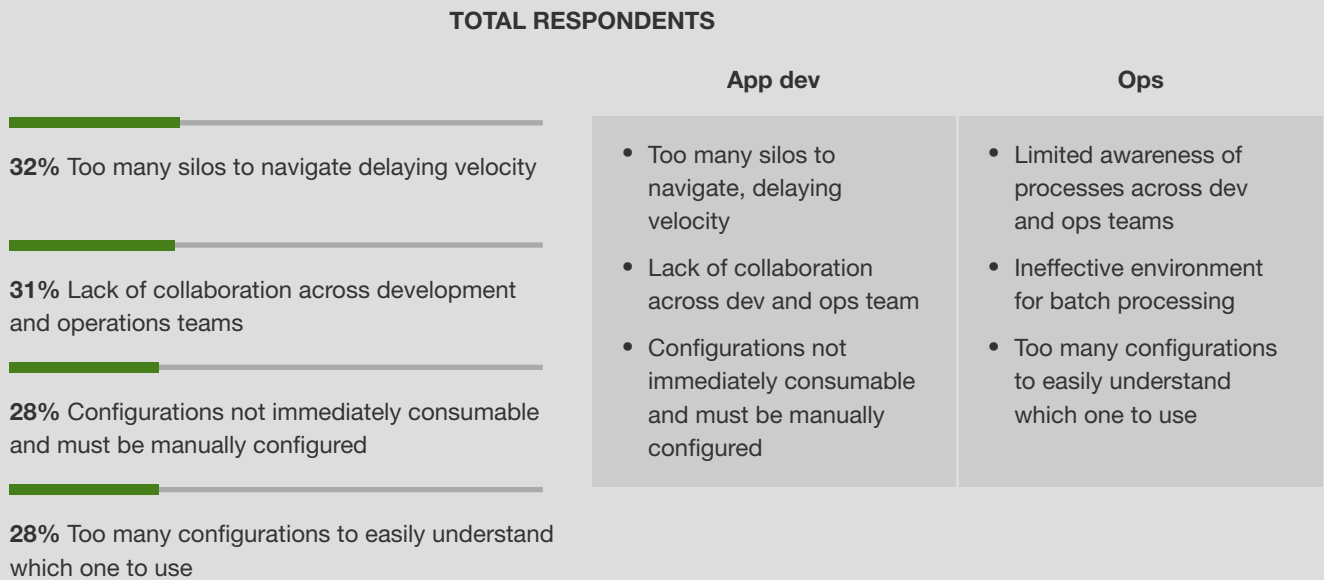 TOTAL RESPONDENTS
32% Too many silos to navigate delaying velocity
31% Lack of collaboration across development
and operations teams
28% Configurations not immediately consumable
and must be manually configured
28% Too many configurations to easily understand
which one to use
App dev
• Too many silos to
navigate, delaying
velocity
• Lack of collaboration
across dev and ops team
• Configurations not
immediately consumable
and must be manually
configured
Ops
• Limited awareness of
processes across dev
and ops teams
• Ineffective environment
for batch processing
• Too many configurations
to easily understand
which one to use